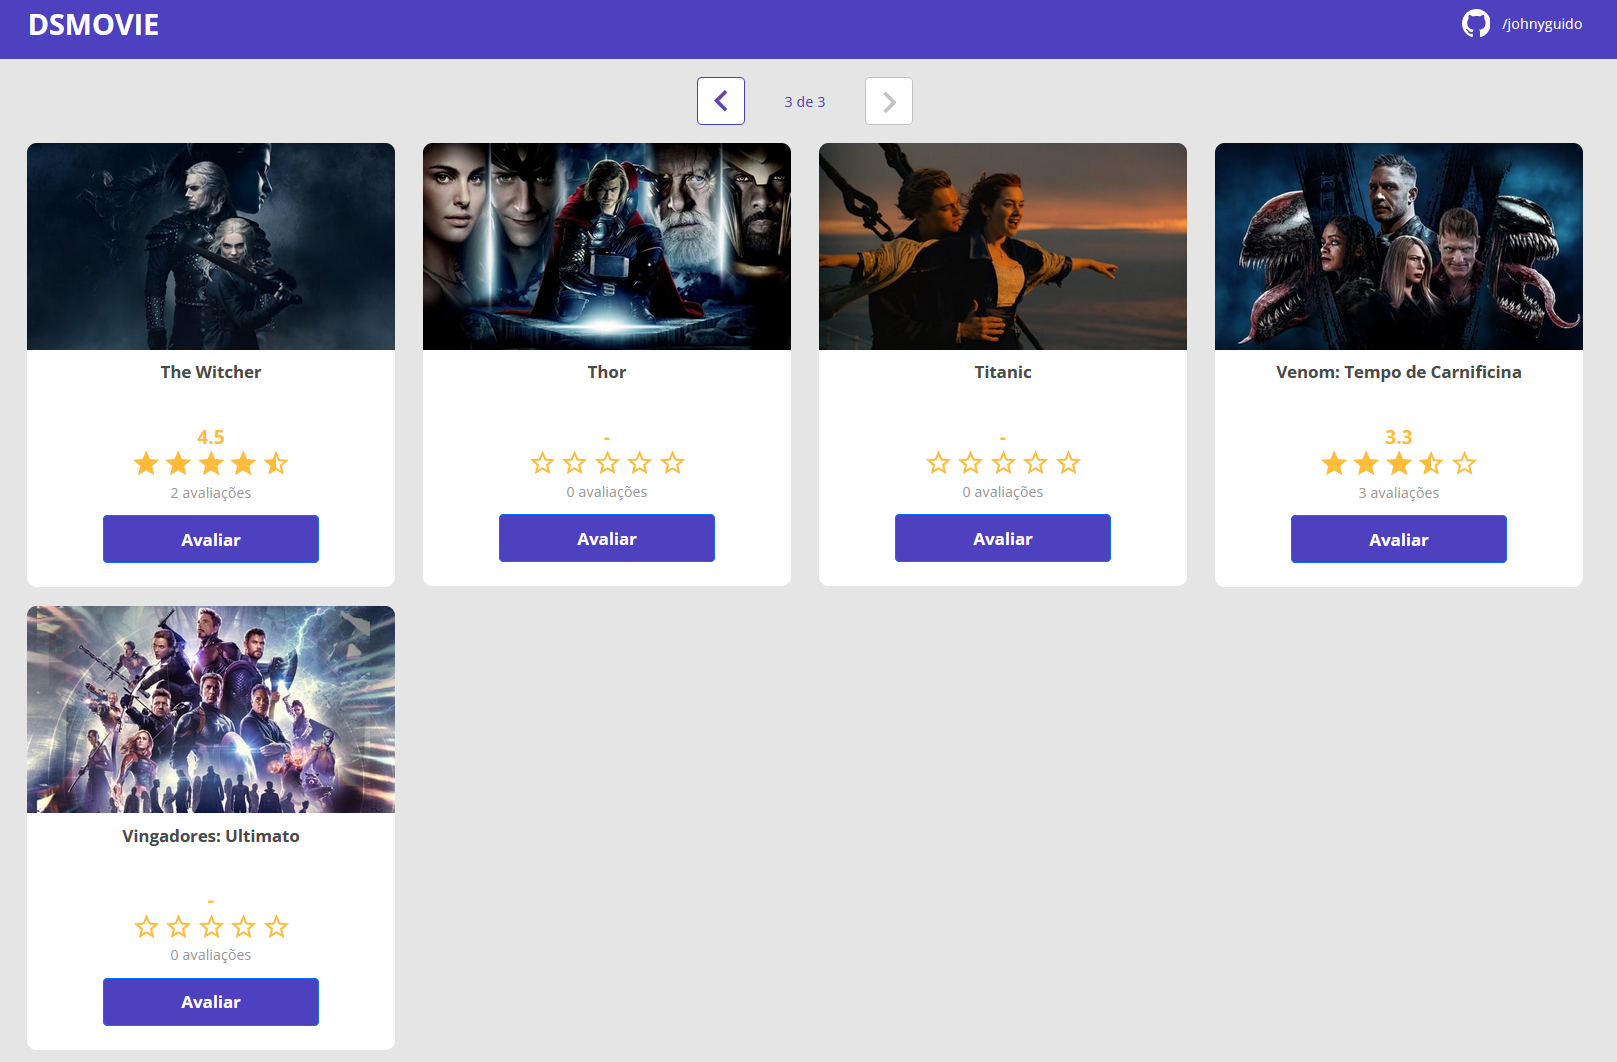 DSMOVIE
/johnyguido
3 de 3
The Witcher
4.5
2 avaliações
Avaliar
Thor
-
0 avaliações
Avaliar
Titanic
-
0 avaliações
Avaliar
Venom: Tempo de Carnificina
3.3
3 avaliações
Avaliar
Vingadores: Ultimato
-
0 avaliações
Avaliar